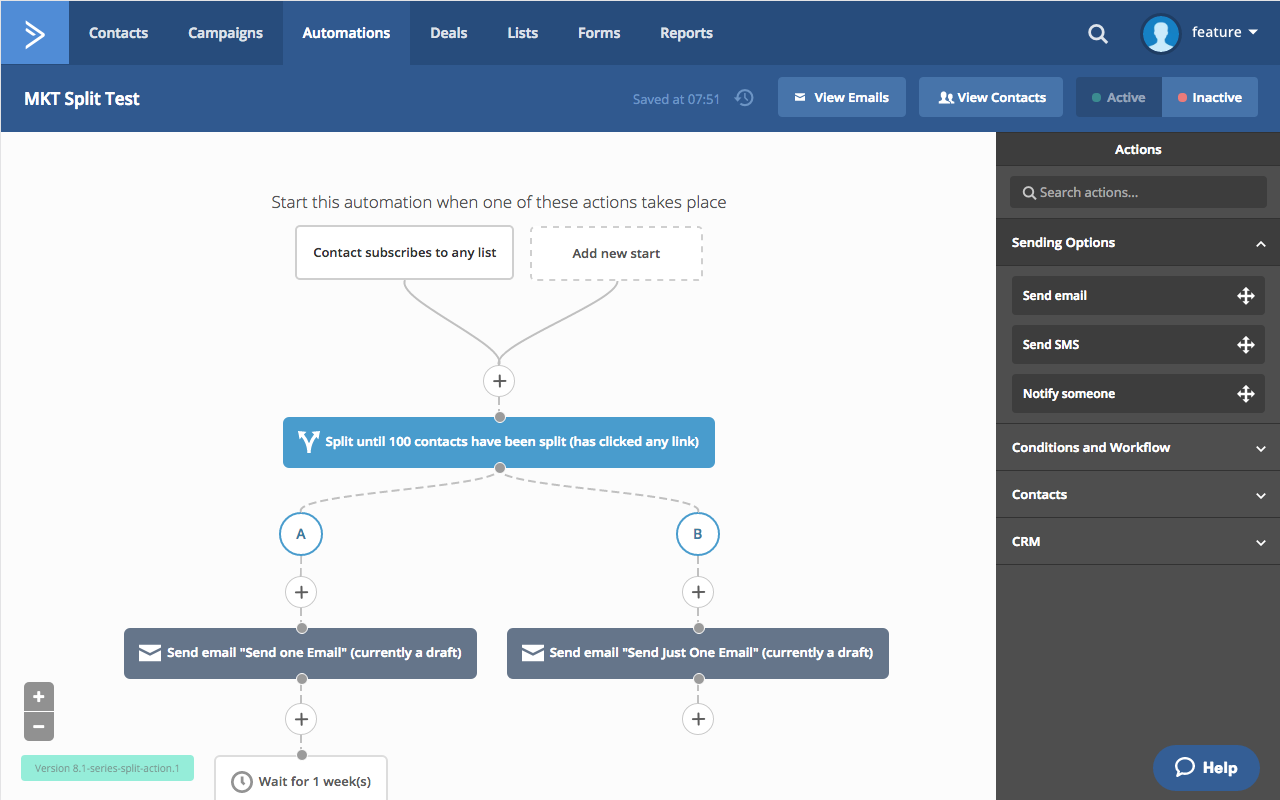 Contacts
Campaigns
Automations
Deals
Lists
Forms
Reports
feature
MKT Split Test
Saved at 07:51
View Emails
View Contacts
Active
Inactive
Start this automation when one of these actions takes place
Contact subscribes to any list
Add new start
Split until 100 contacts have been split (has clicked any link)
A
B
Send email "Send one Email" (currently a draft)
Send email "Send Just One Email" (currently a draft)
Wait for 1 week(s)
Version 8.1-series-split-action.1
Actions
Search actions...
Sending Options
Send email
Send SMS
Notify someone
Conditions and Workflow
Contacts
CRM
Help